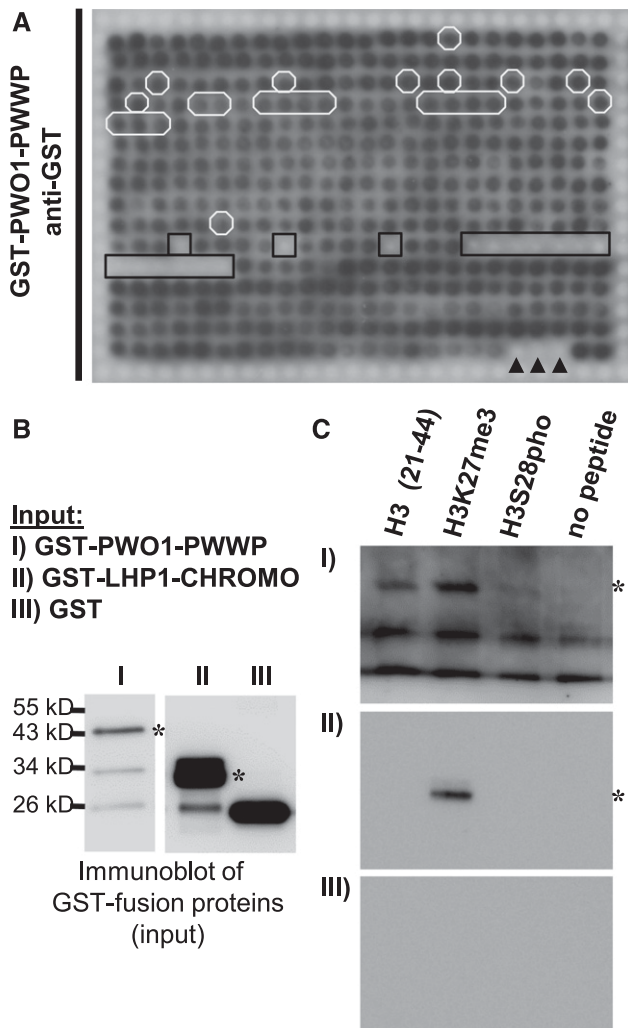 A
GST-PWO1-PWWP
anti-GST
B
Input:
I) GST-PWO1-PWWP
II) GST-LHP1-CHROMO
III) GST
I II III
55 kD
43 kD *
34 kD *
26 kD
Immunoblot of
GST-fusion proteins
(input)
C
H3 (21-44)
H3K27me3
H3S28pho
no peptide
I)
*
II)
*
III)